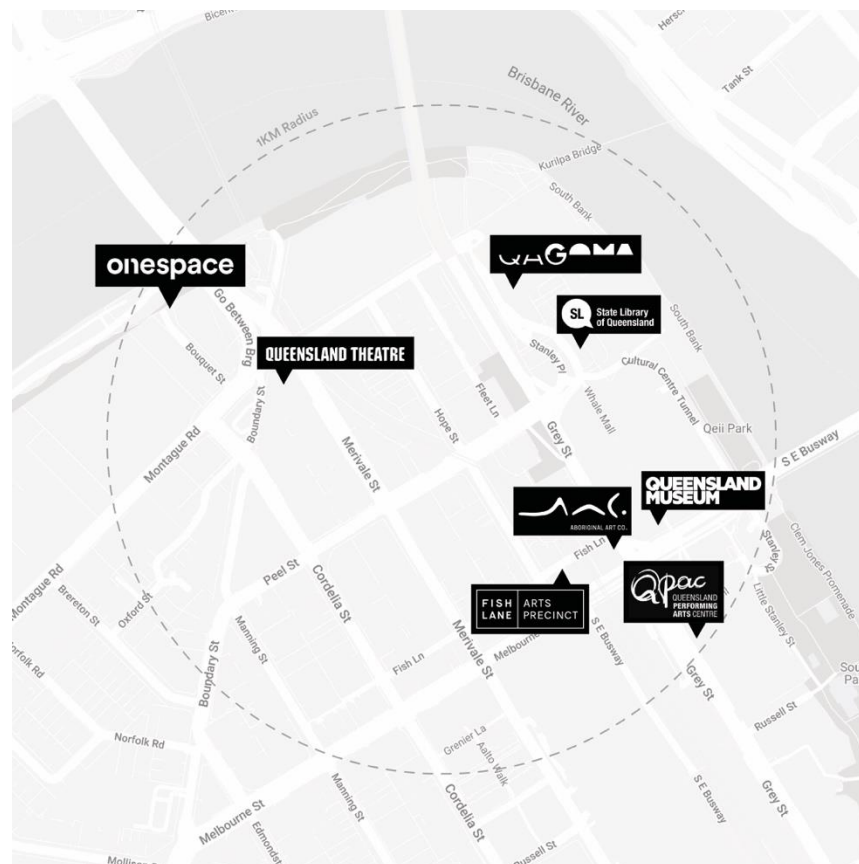 Bicen
Hersc
Tank St
Brisbane River
1KM Radius
Kurilpa Bridge
South Bank
onespace
QAGOMA
SL State Library
of Queensland
South Bank
Go Between Brg
QUEENSLAND THEATRE
Bouquet St
Stanley Pl
Cultural Centre Tunnel
Boundary St
Fleet Ln
Whale Mall
Hope St
Grey St
Qeii Park
Montague Rd
Merivale St
S E Busway
QUEENSLAND
MUSEUM
ABORIGINAL ART CO.
Fish Ln
Stanley St
Clem Jones Promenade
Peel St
Cordelia St
Qpac
QUEENSLAND
PERFORMING
ARTS CENTRE
FISH
LANE
ARTS
PRECINCT
Little Stanley St
Montague Rd
Brereton St
Oxford St
Manning St
Merivale St
Melbourne St
S E Busway
Fish Ln
Boundary St
Grey St
Sou
Pa
Norfolk Rd
Norfolk Rd
Russell St
Grenier La
Aalto Walk
Manning St
Cordelia St
S E Busway
Grey St
Melbourne St
Edmondst
Mollison
Russell St